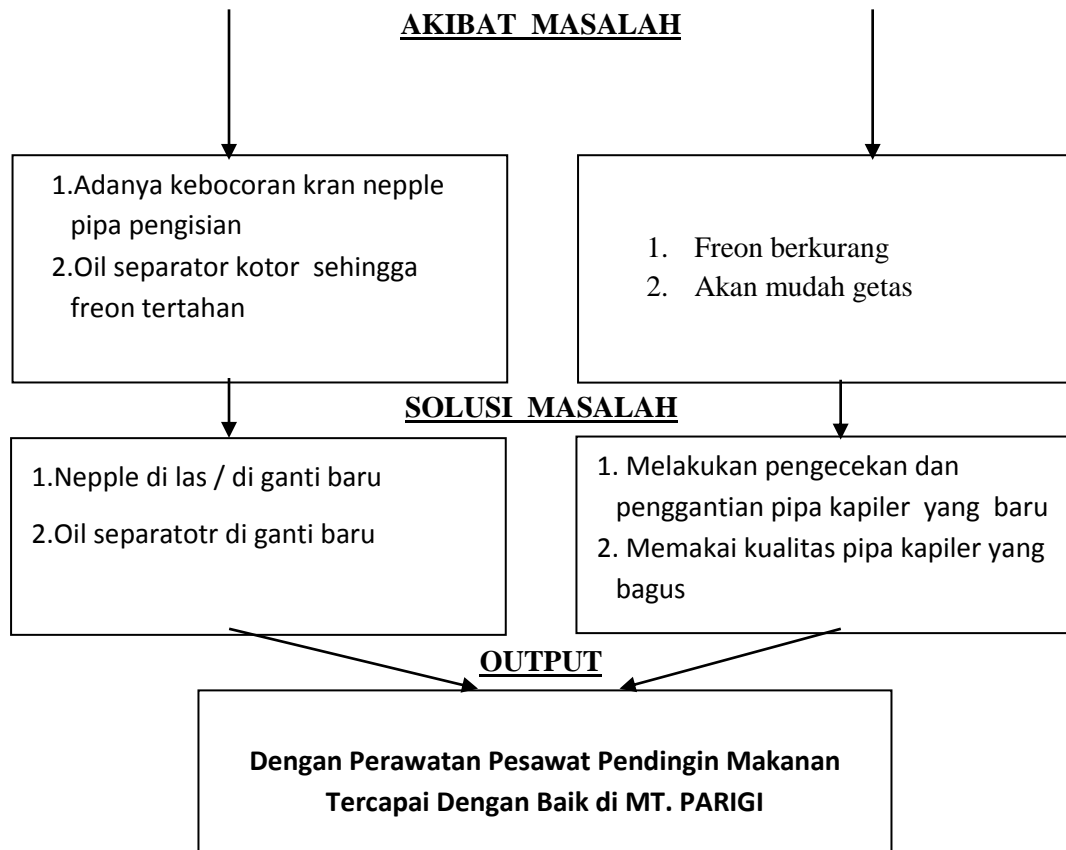 AKIBAT MASALAH
1.Adanya kebocoran kran nepple
pipa pengisian
2.Oil separator kotor sehingga
freon tertahan
1. Freon berkurang
2. Akan mudah getas
SOLUSI MASALAH
1.Nepple di las / di ganti baru
2.Oil separatotr di ganti baru
1. Melakukan pengecekan dan
penggantian pipa kapiler yang baru
2. Memakai kualitas pipa kapiler yang
bagus
OUTPUT
Dengan Perawatan Pesawat Pendingin Makanan
Tercapai Dengan Baik di MT. PARIGI